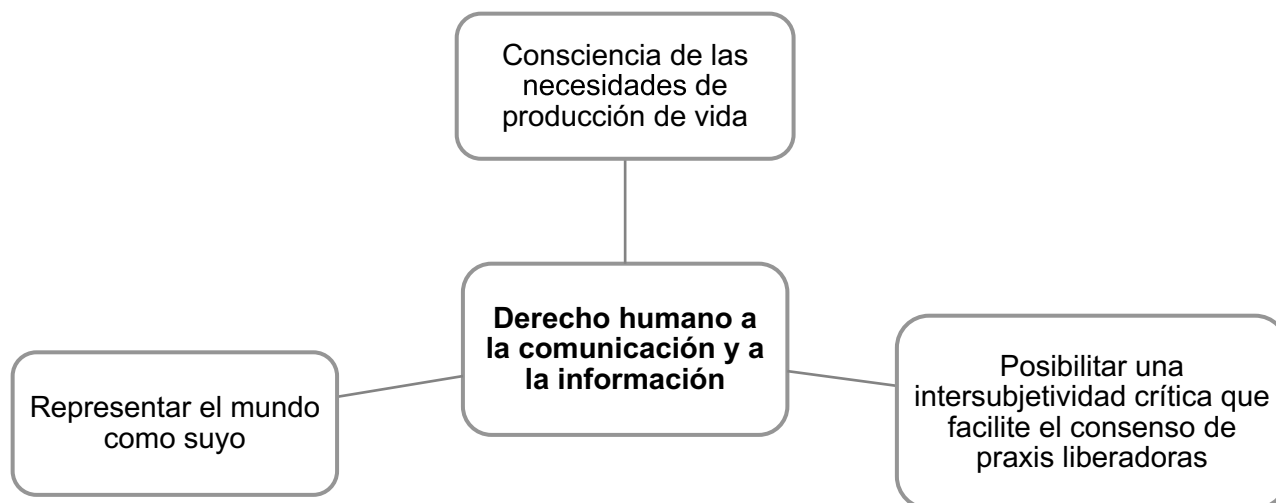 Consciencia de las
necesidades de
producción de vida
Derecho humano a
la comunicación y a
la información
Representar el mundo
como suyo
Posibilitar una
intersubjetividad crítica que
facilite el consenso de
praxis liberadoras